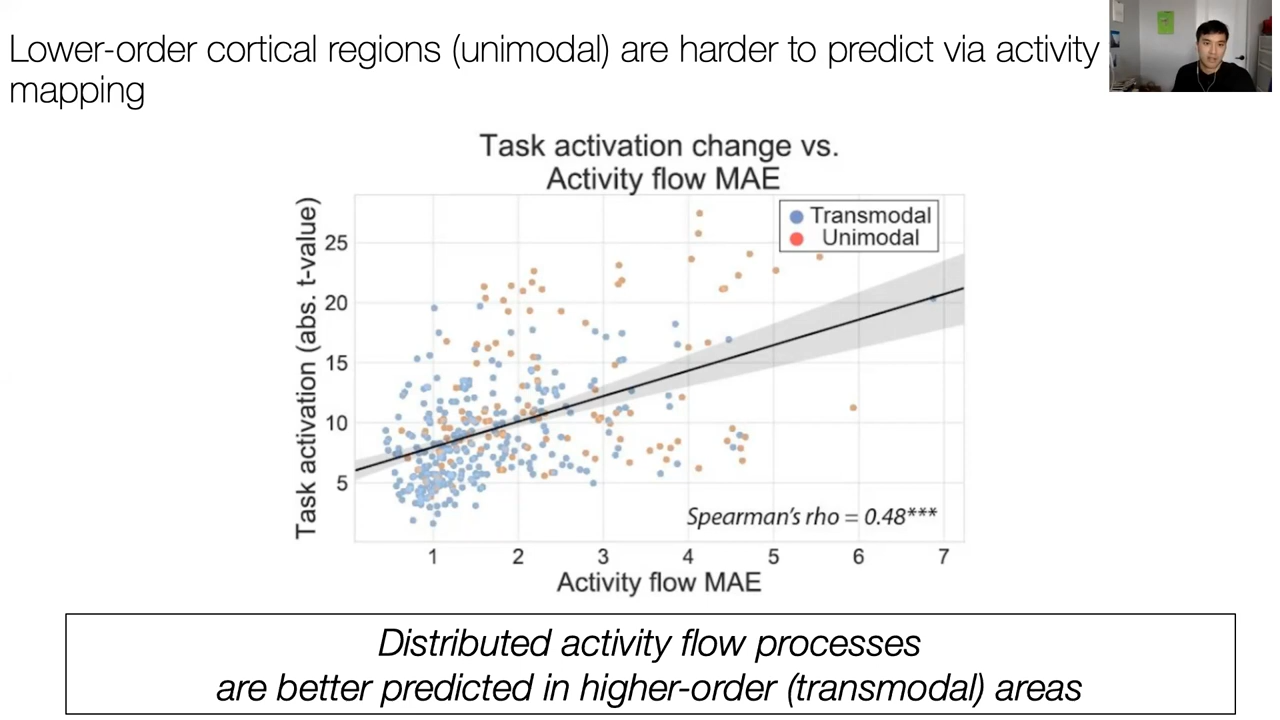 Lower-order cortical regions (unimodal) are harder to predict via activity
mapping
Task activation change vs.
Activity flow MAE
Transmodal
Unimodal
Task activation (abs. t-value)
25
20
15
10
5
Spearman's rho = 0.48***
1 2 3 4 5 6 7
Activity flow MAE
Distributed activity flow processes
are better predicted in higher-order (transmodal) areas